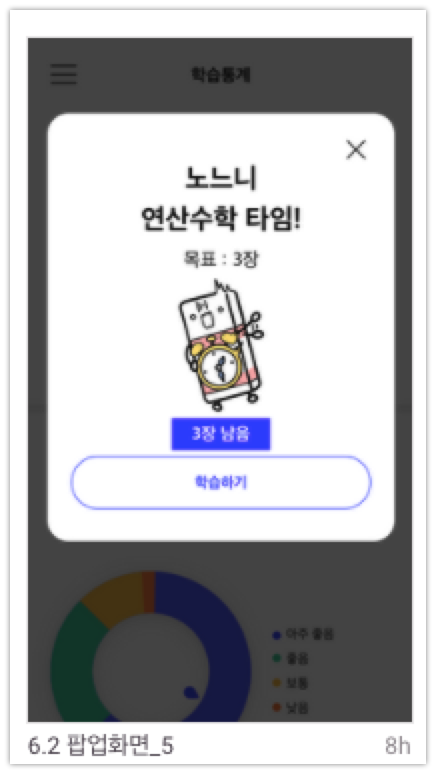 학습통계
노느니
연산수학 타임!
목표 : 3장
3장 남음
학습하기
아주 좋음
좋음
보통
낮음
6.2 팝업화면_5
8h